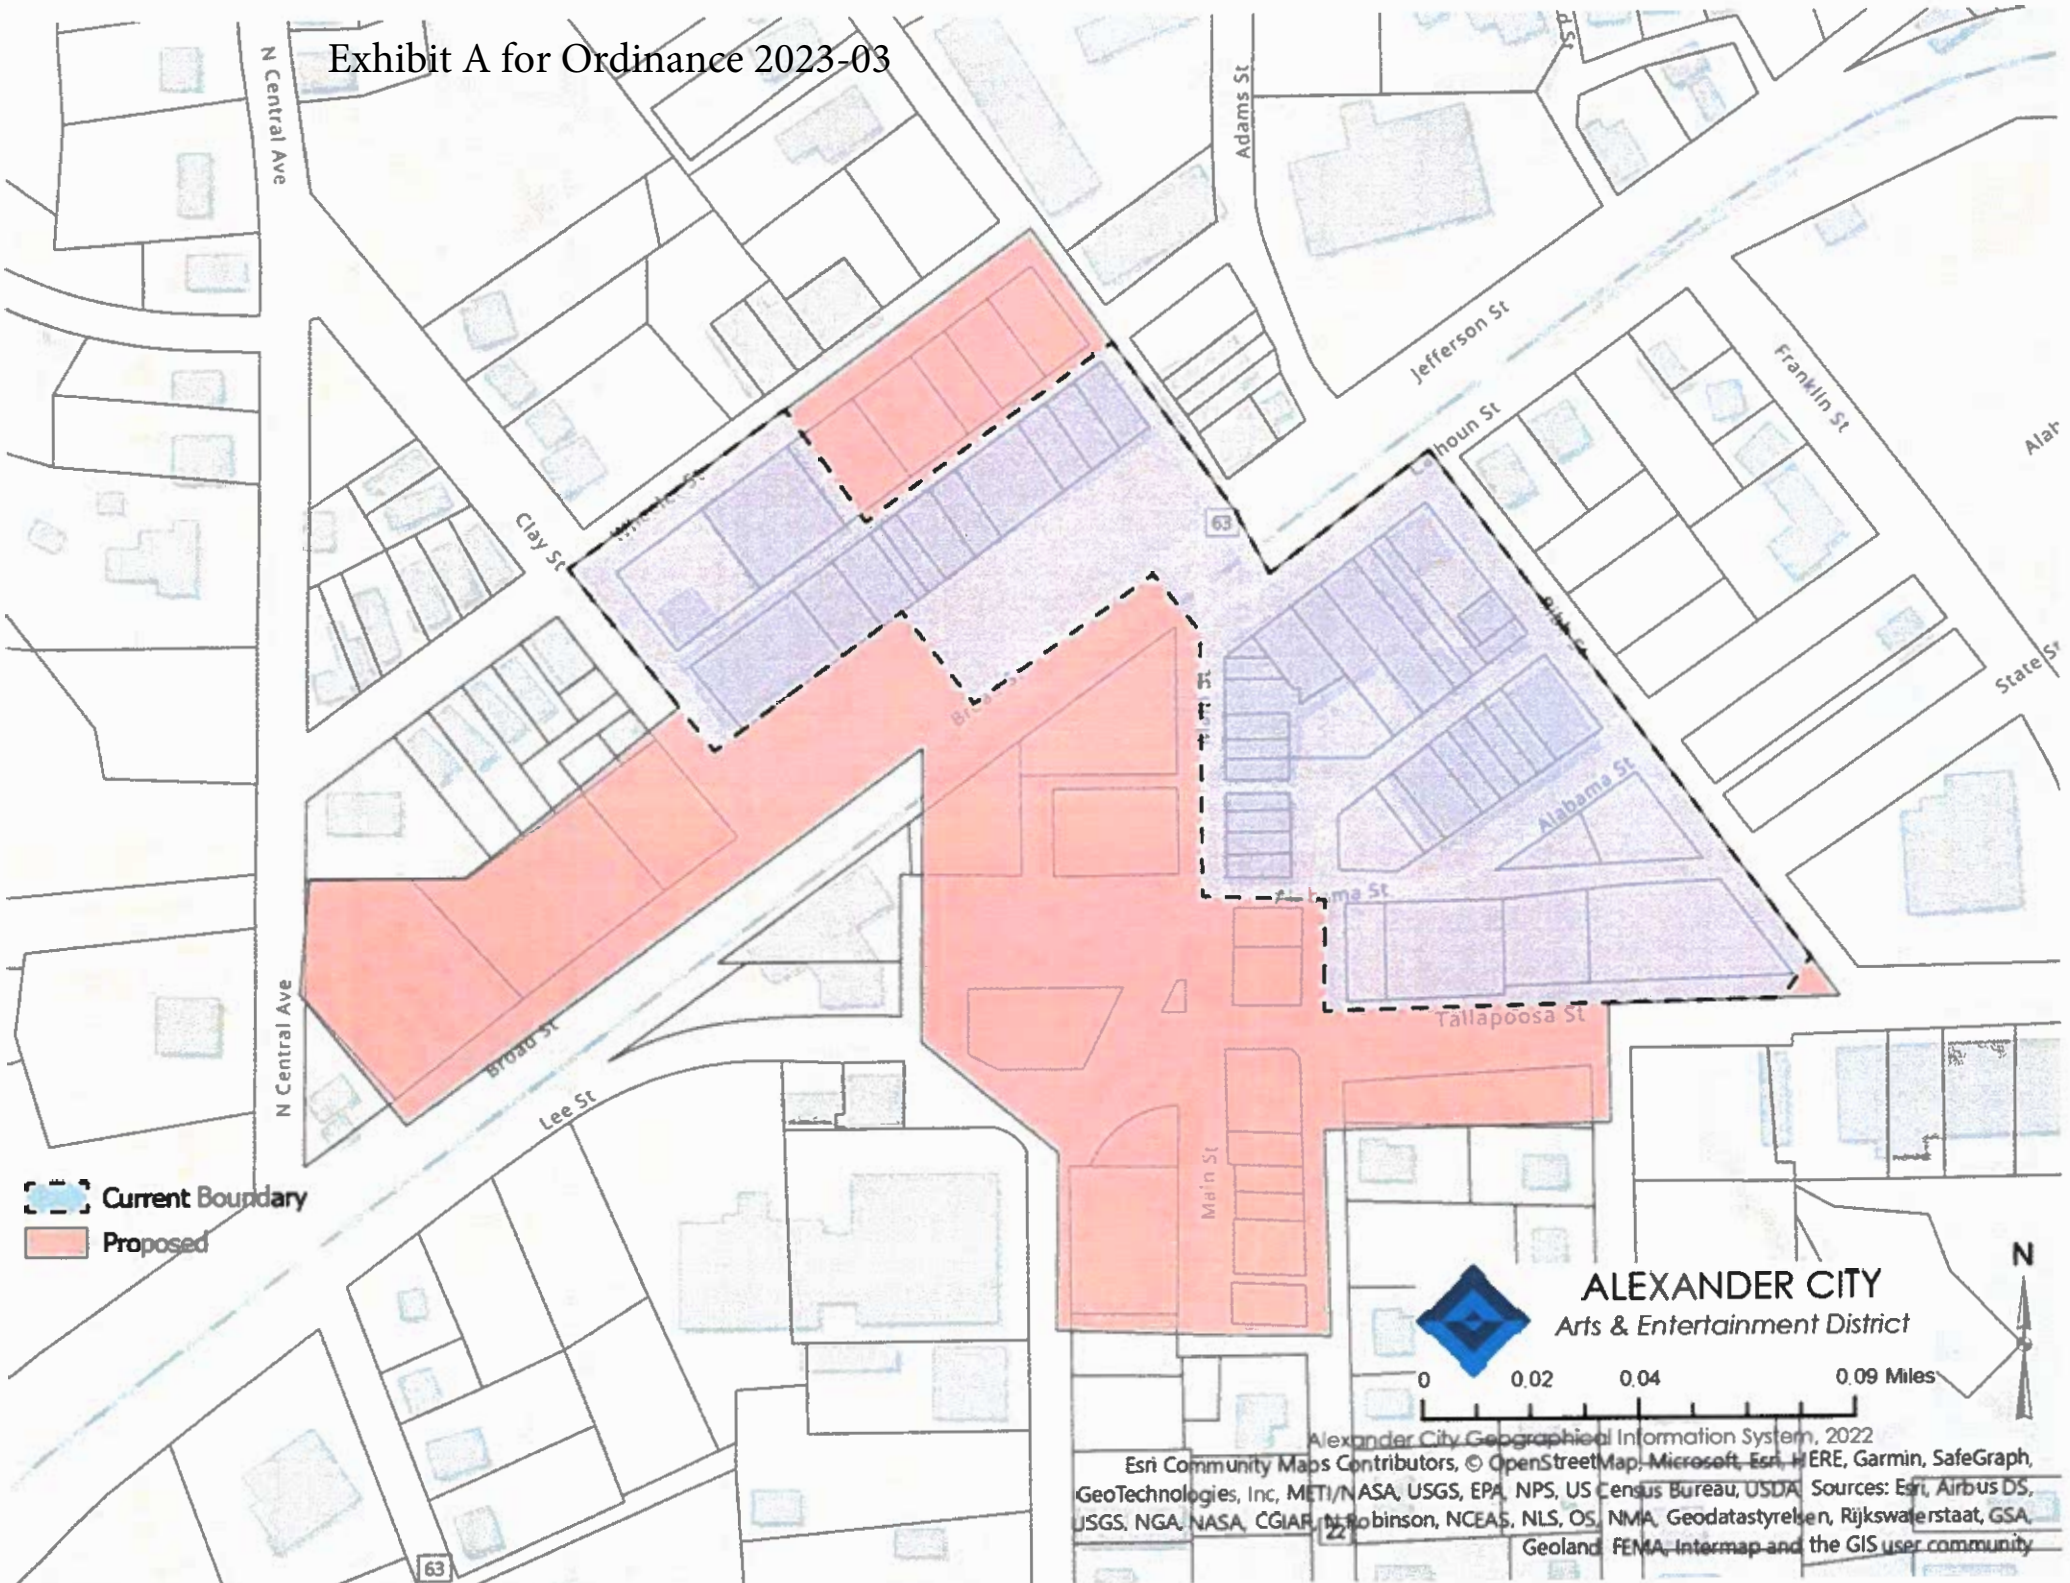 Exhibit A for Ordinance 2023-03
N Central Ave
Adams St
Jefferson St
Franklin St
Clay St
63
State St
Alabama St
Tallapoosa St
N Central Ave
Broad St
Lee St
Main St
Current Boundary
Proposed
ALEXANDER CITY
Arts & Entertainment District
N
0 0.02 0.04 0.09 Miles
Alexander City Geographical Information System, 2022
Esri Community Maps Contributors, © OpenStreetMap, Microsoft, Esri, HERE, Garmin, SafeGraph,
GeoTechnologies, Inc, METI/NASA, USGS, EPA, NPS, US Census Bureau, USDA Sources: Esri, Airbus DS,
USGS, NGA, NASA, CGIAR, N Robinson, NCEAS, NLS, OS, NMA, Geodatastyrelsen, Rijkswaterstaat, GSA,
Geoland FEMA, Intermap and the GIS user community
22
63